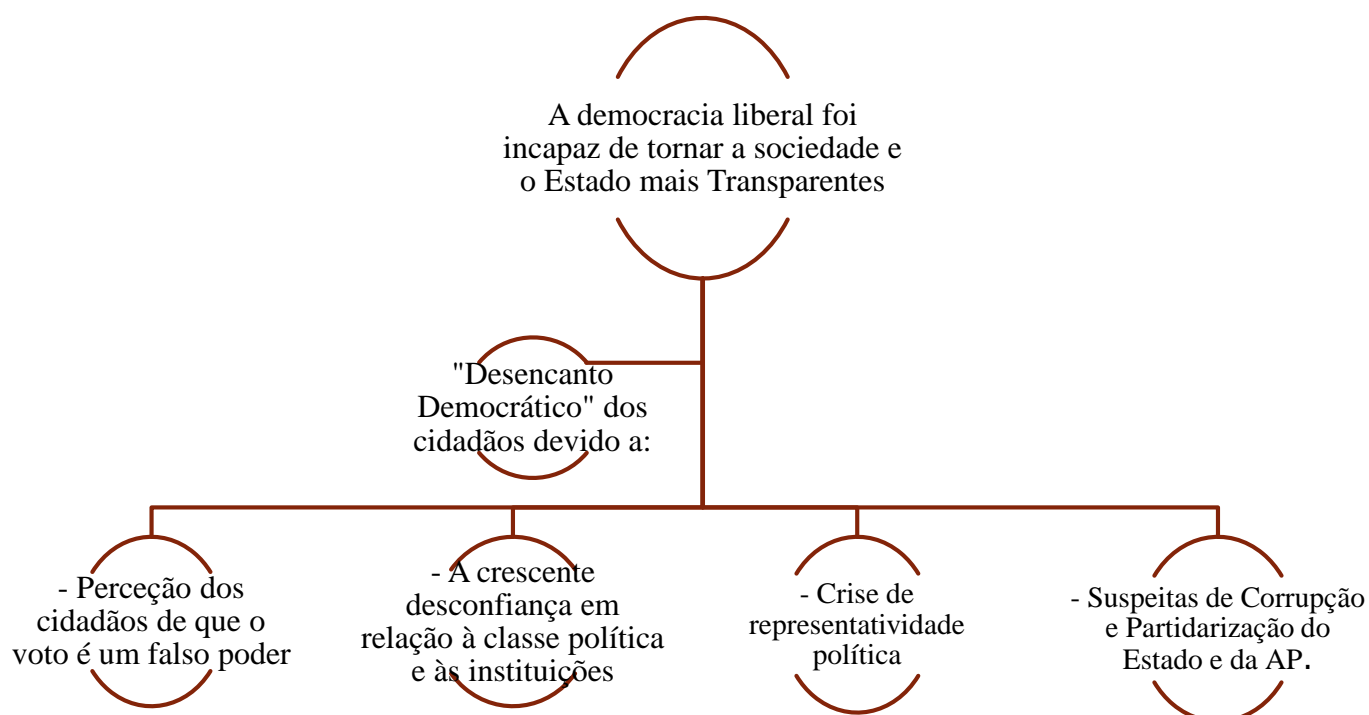 A democracia liberal foi
incapaz de tornar a sociedade e
o Estado mais Transparentes
"Desencanto
Democrático" dos
cidadãos devido a:
- Perceção dos
cidadãos de que o
voto é um falso poder
- A crescente
desconfiança em
relação à classe política
e às instituições
- Crise de
representatividade
política
- Suspeitas de Corrupção
e Partidarização do
Estado e da AP.